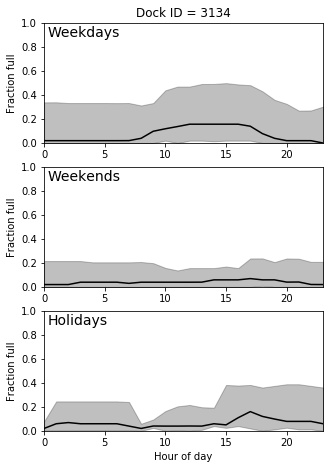 Dock ID = 3134
Weekdays
Fraction full
1.0
0.8
0.6
0.4
0.2
0.0
0 5 10 15 20
Weekends
Fraction full
1.0
0.8
0.6
0.4
0.2
0.0
0 5 10 15 20
Holidays
Fraction full
1.0
0.8
0.6
0.4
0.2
0.0
0 5 10 15 20
Hour of day